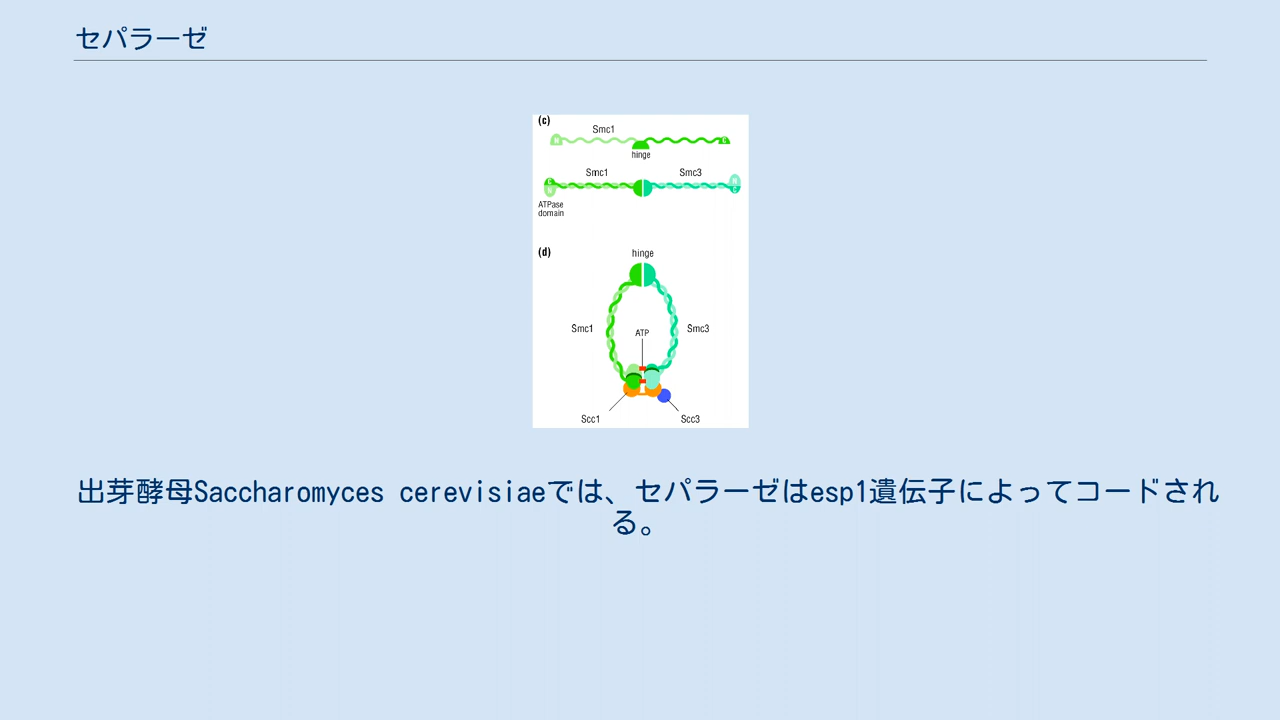 セパラーゼ
(c)
Smc1
N
C
hinge
Smc1 Smc3
C N
N C
ATPase
domain
(d)
hinge
Smc1 Smc3
ATP
Scc1 Scc3
出芽酵母Saccharomyces cerevisiaeでは、セパラーゼはesp1遺伝子によってコードされ
る。